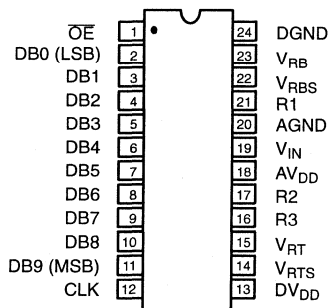 OE 1 24 DGND
DB0 (LSB) 2 23 VRB
DB1 3 22 VRBS
DB2 4 21 R1
DB3 5 20 AGND
DB4 6 19 VIN
DB5 7 18 AVDD
DB6 8 17 R2
DB7 9 16 R3
DB8 10 15 VRT
DB9 (MSB) 11 14 VRTS
CLK 12 13 DVDD